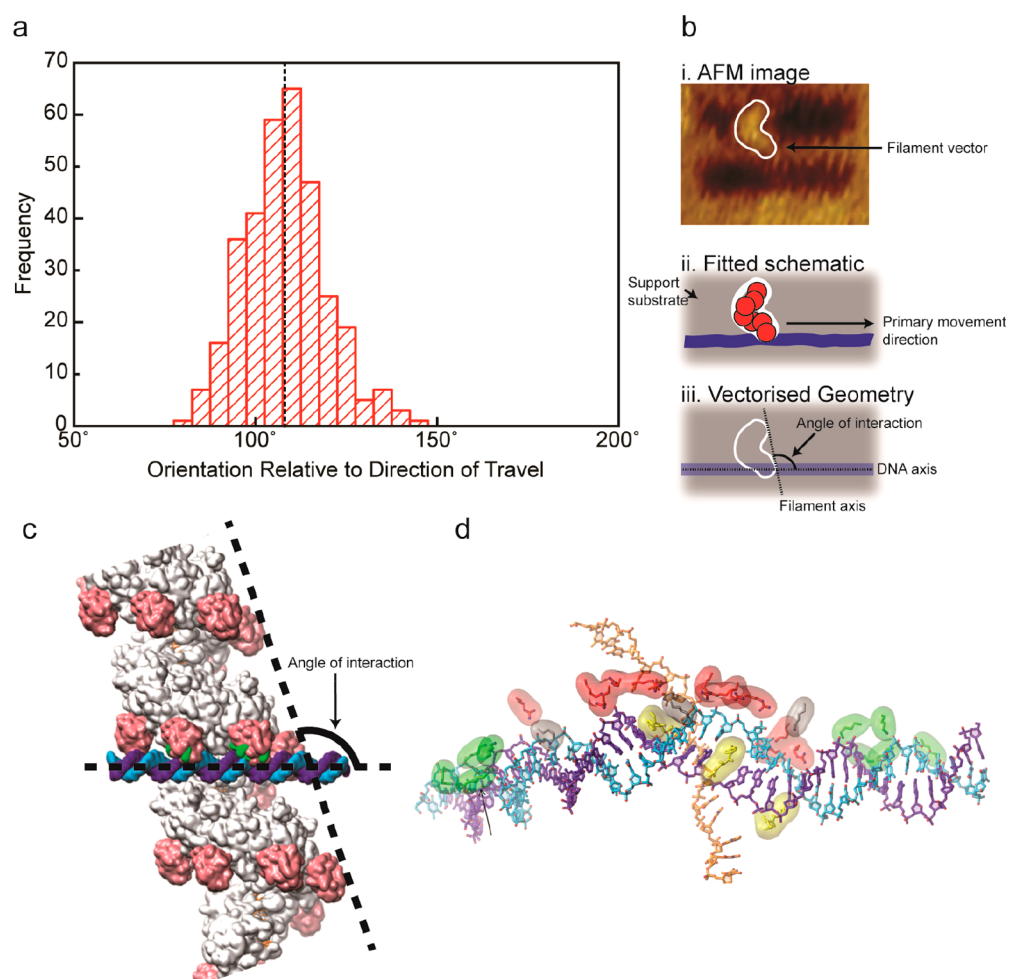 a
70
60
50
40
30
20
10
0
Frequency
50°
100°
150°
200°
Orientation Relative to Direction of Travel
b
i. AFM image
Filament vector
ii. Fitted schematic
Support
substrate
Primary movement
direction
iii. Vectorised Geometry
Angle of interaction
DNA axis
Filament axis
c
Angle of interaction
d